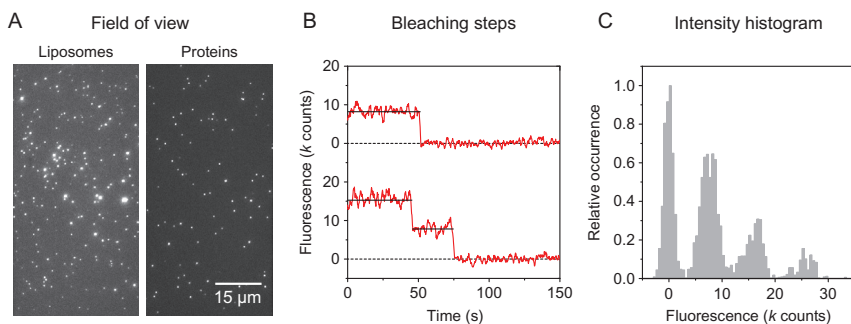 A
Field of view
Liposomes
Proteins
15 µm
B
Bleaching steps
Fluorescence (k counts)
20
10
0
20
10
0
0
50
100
150
Time (s)
C
Intensity histogram
Relative occurrence
1.0
0.8
0.6
0.4
0.2
0.0
0
10
20
30
Fluorescence (k counts)